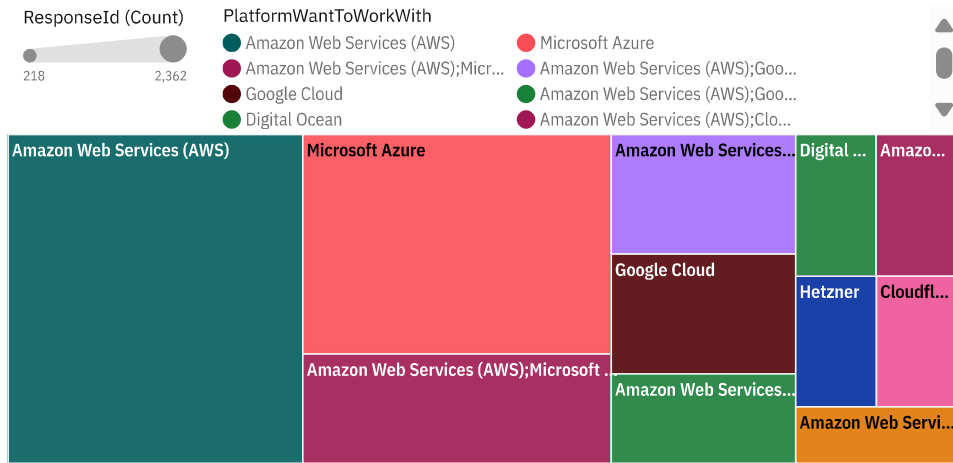 ResponseId (Count)
218
2,362
PlatformWantToWorkWith
Amazon Web Services (AWS)
Microsoft Azure
Amazon Web Services (AWS);Micr...
Amazon Web Services (AWS);Goo...
Google Cloud
Amazon Web Services (AWS);Goo...
Digital Ocean
Amazon Web Services (AWS);Clo...
Amazon Web Services (AWS)
Microsoft Azure
Amazon Web Services...
Digital ...
Amazo...
Google Cloud
Hetzner
Cloudfl...
Amazon Web Services (AWS);Microsoft ...
Amazon Web Services...
Amazon Web Servi...